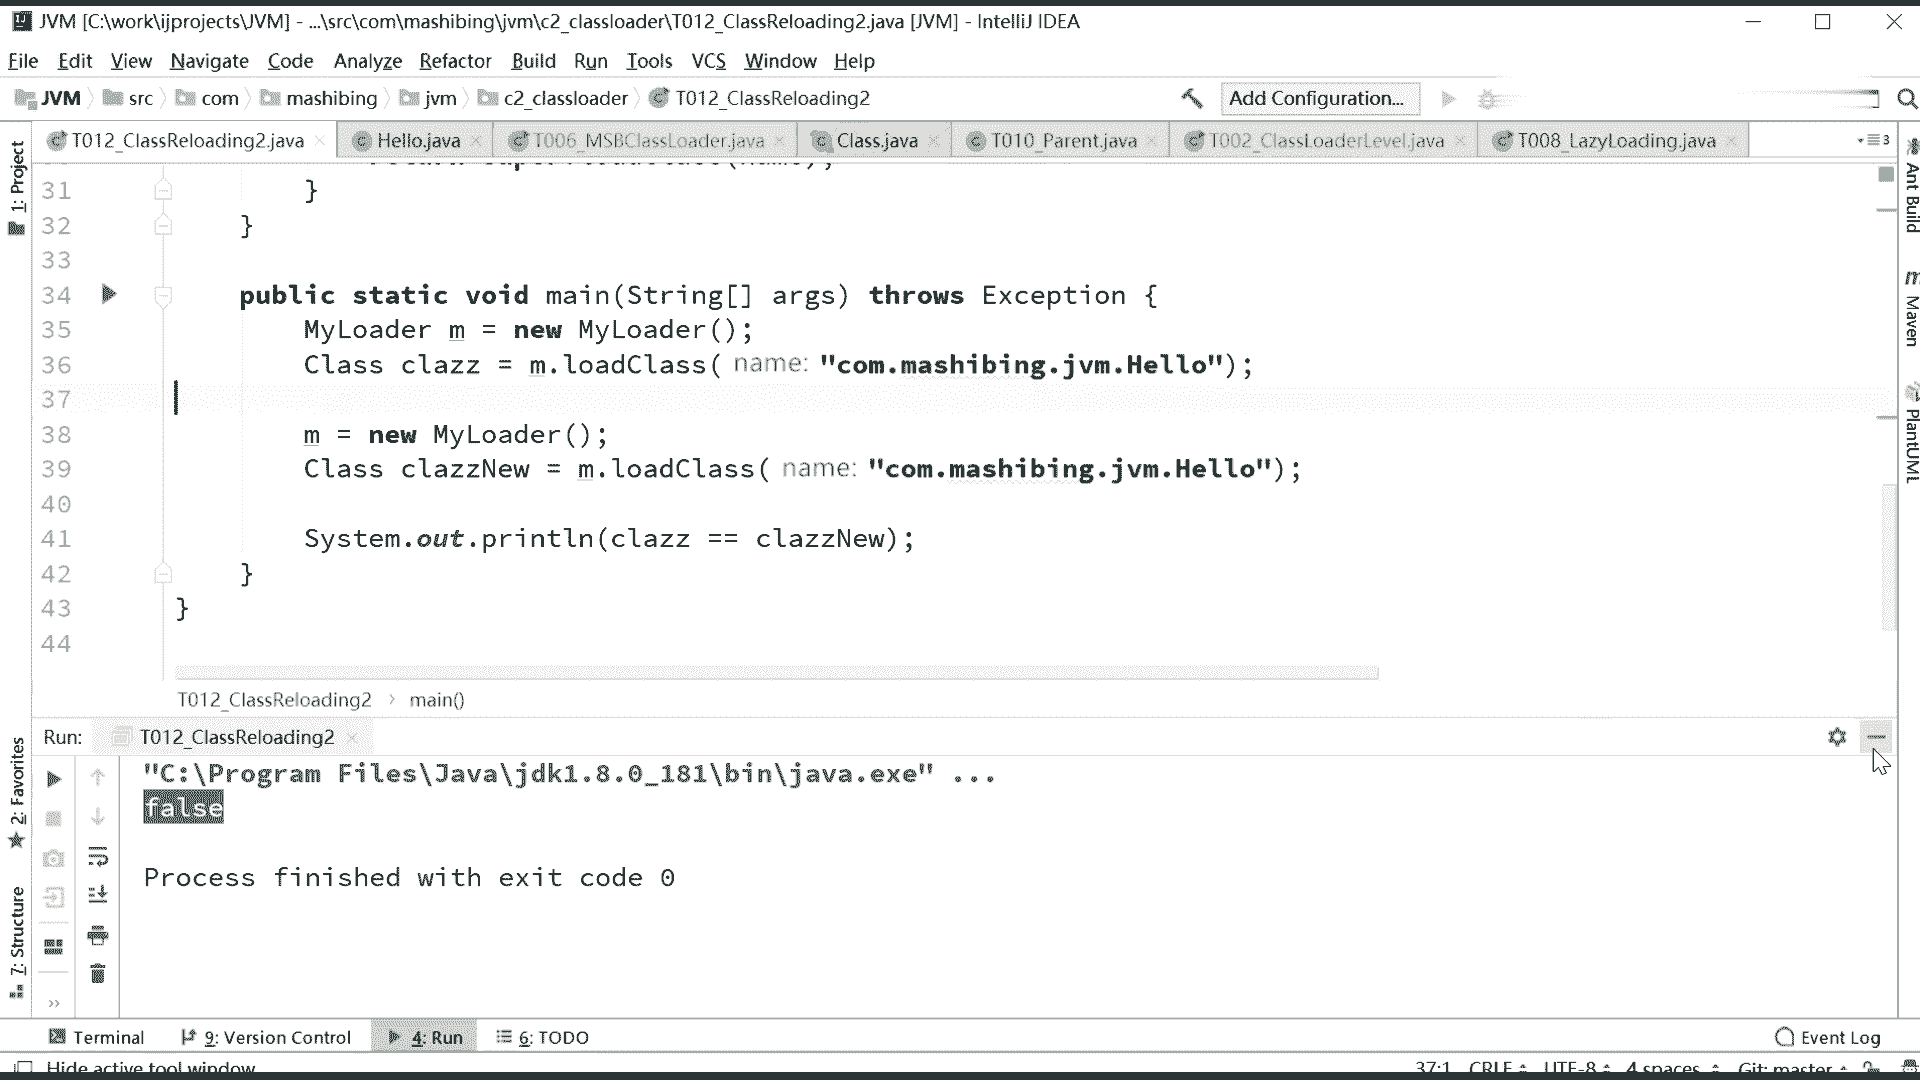 JVM [C:\work\ijprojects\JVM] - ...\src\com\mashibing\jvm\c2_classloader\T012_ClassReloading2.java [JVM] - IntelliJ IDEA
File Edit View Navigate Code Analyze Refactor Build Run Tools VCS Window Help
JVM src com mashibing jvm c2_classloader T012_ClassReloading2 Add Configuration...
T012_ClassReloading2.java Hello.java T006_MSBClassLoader.java Class.java T010_Parent.java T002_ClassLoaderLevel.java T008_LazyLoading.java 3
1: Project
Ant Build
Maven
PlantUML
31 }
32 }
33
34 public static void main(String[] args) throws Exception {
35 MyLoader m = new MyLoader();
36 Class clazz = m.loadClass( name: "com.mashibing.jvm.Hello");
37
38 m = new MyLoader();
39 Class clazzNew = m.loadClass( name: "com.mashibing.jvm.Hello");
40
41 System.out.println(clazz == clazzNew);
42 }
43 }
44
T012_ClassReloading2 › main()
Run: T012_ClassReloading2
2: Favorites
7: Structure
"C:\Program Files\Java\jdk1.8.0_181\bin\java.exe" ...
false
Process finished with exit code 0
Terminal 9: Version Control 4: Run 6: TODO Event Log
Hide active tool window 37:1 CRLF UTF-8 4 spaces Git: master